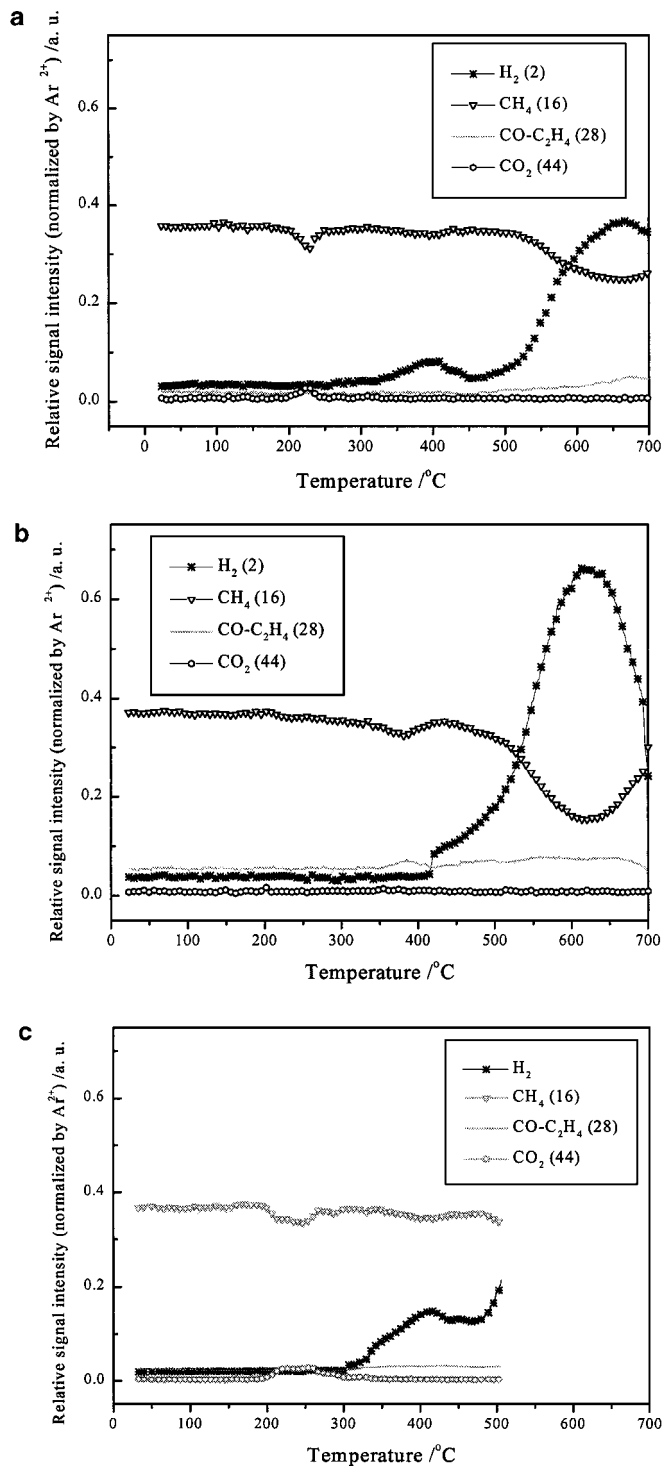 a
Relative signal intensity (normalized by Ar 2+) /a. u.
0.6
0.4
0.2
0.0
H2 (2)
CH4 (16)
CO-C2H4 (28)
CO2 (44)
0 100 200 300 400 500 600 700
Temperature /°C
b
Relative signal intensity (normalized by Ar 2+) /a. u.
0.6
0.4
0.2
0.0
H2 (2)
CH4 (16)
CO-C2H4 (28)
CO2 (44)
0 100 200 300 400 500 600 700
Temperature /°C
c
Relative signal intensity (normalized by Ar2+) /a. u.
0.6
0.4
0.2
0.0
H2
CH4 (16)
CO-C2H4 (28)
CO2 (44)
0 100 200 300 400 500 600 700
Temperature /°C